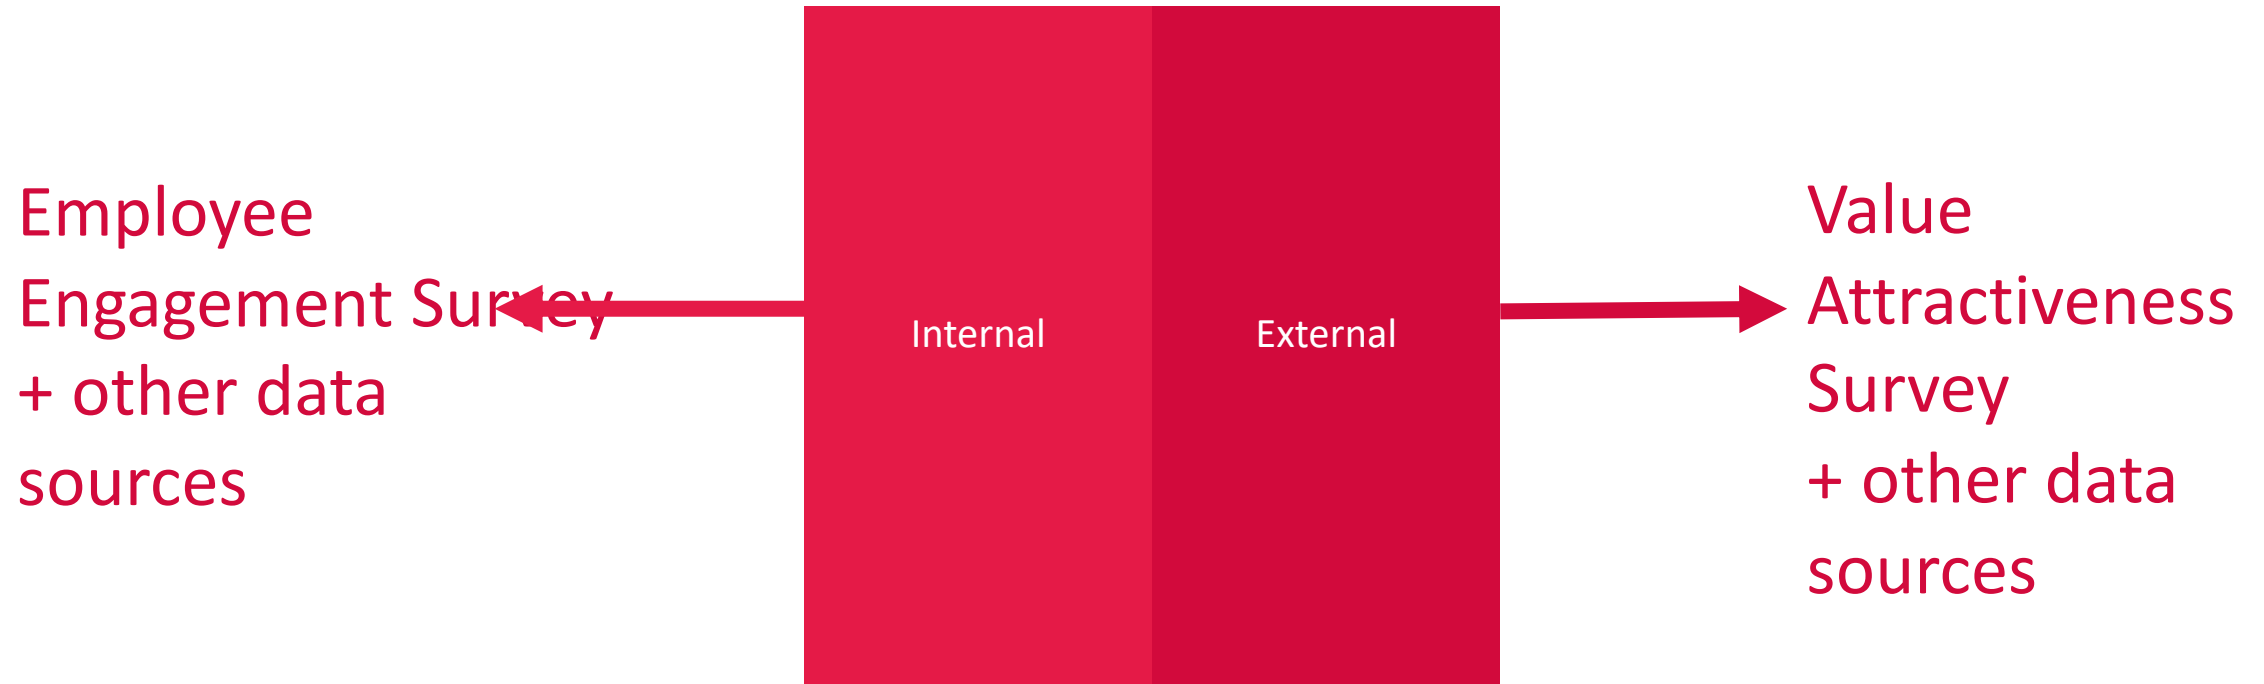 Employee
Engagement Survey
+ other data
sources
Internal
External
Value
Attractiveness
Survey
+ other data
sources